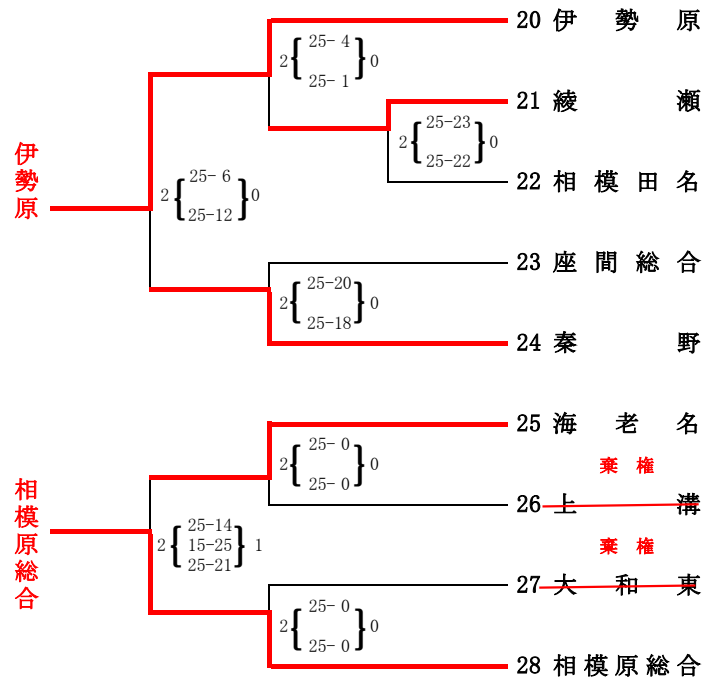 20 伊勢原
2 25- 4 0
25- 1
21 綾瀬
2 25-23 0
25-22
22 相模田名
伊勢原
2 25- 6 0
25-12
23 座間総合
2 25-20 0
25-18
24 秦野
25 海老名
2 25- 0 0
25- 0
棄権
26 上溝
相模原総合
25-14
2 15-25 1
25-21
棄権
27 大和東
2 25- 0 0
25- 0
28 相模原総合